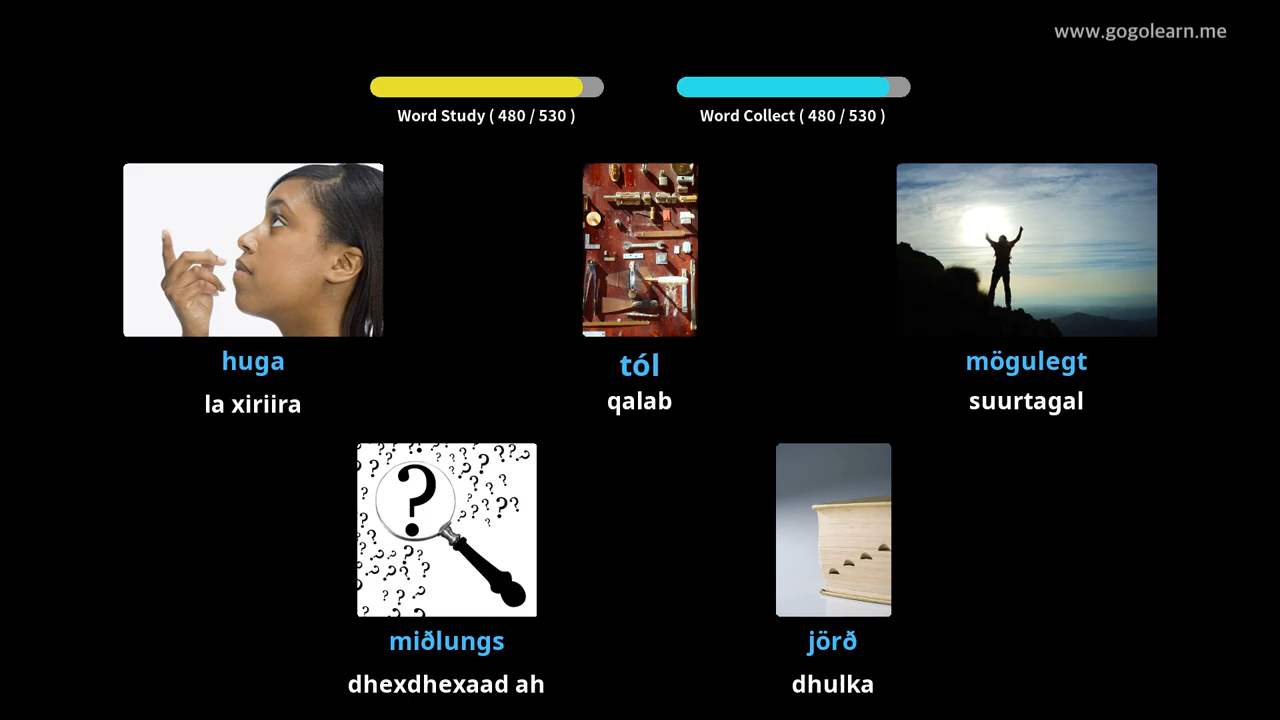 www.gogolearn.me
Word Study ( 480 / 530 )
Word Collect ( 480 / 530 )
huga
la xiriira
tól
qalab
mögulegt
suurtagal
miðlungs
dhexdhexaad ah
jörð
dhulka